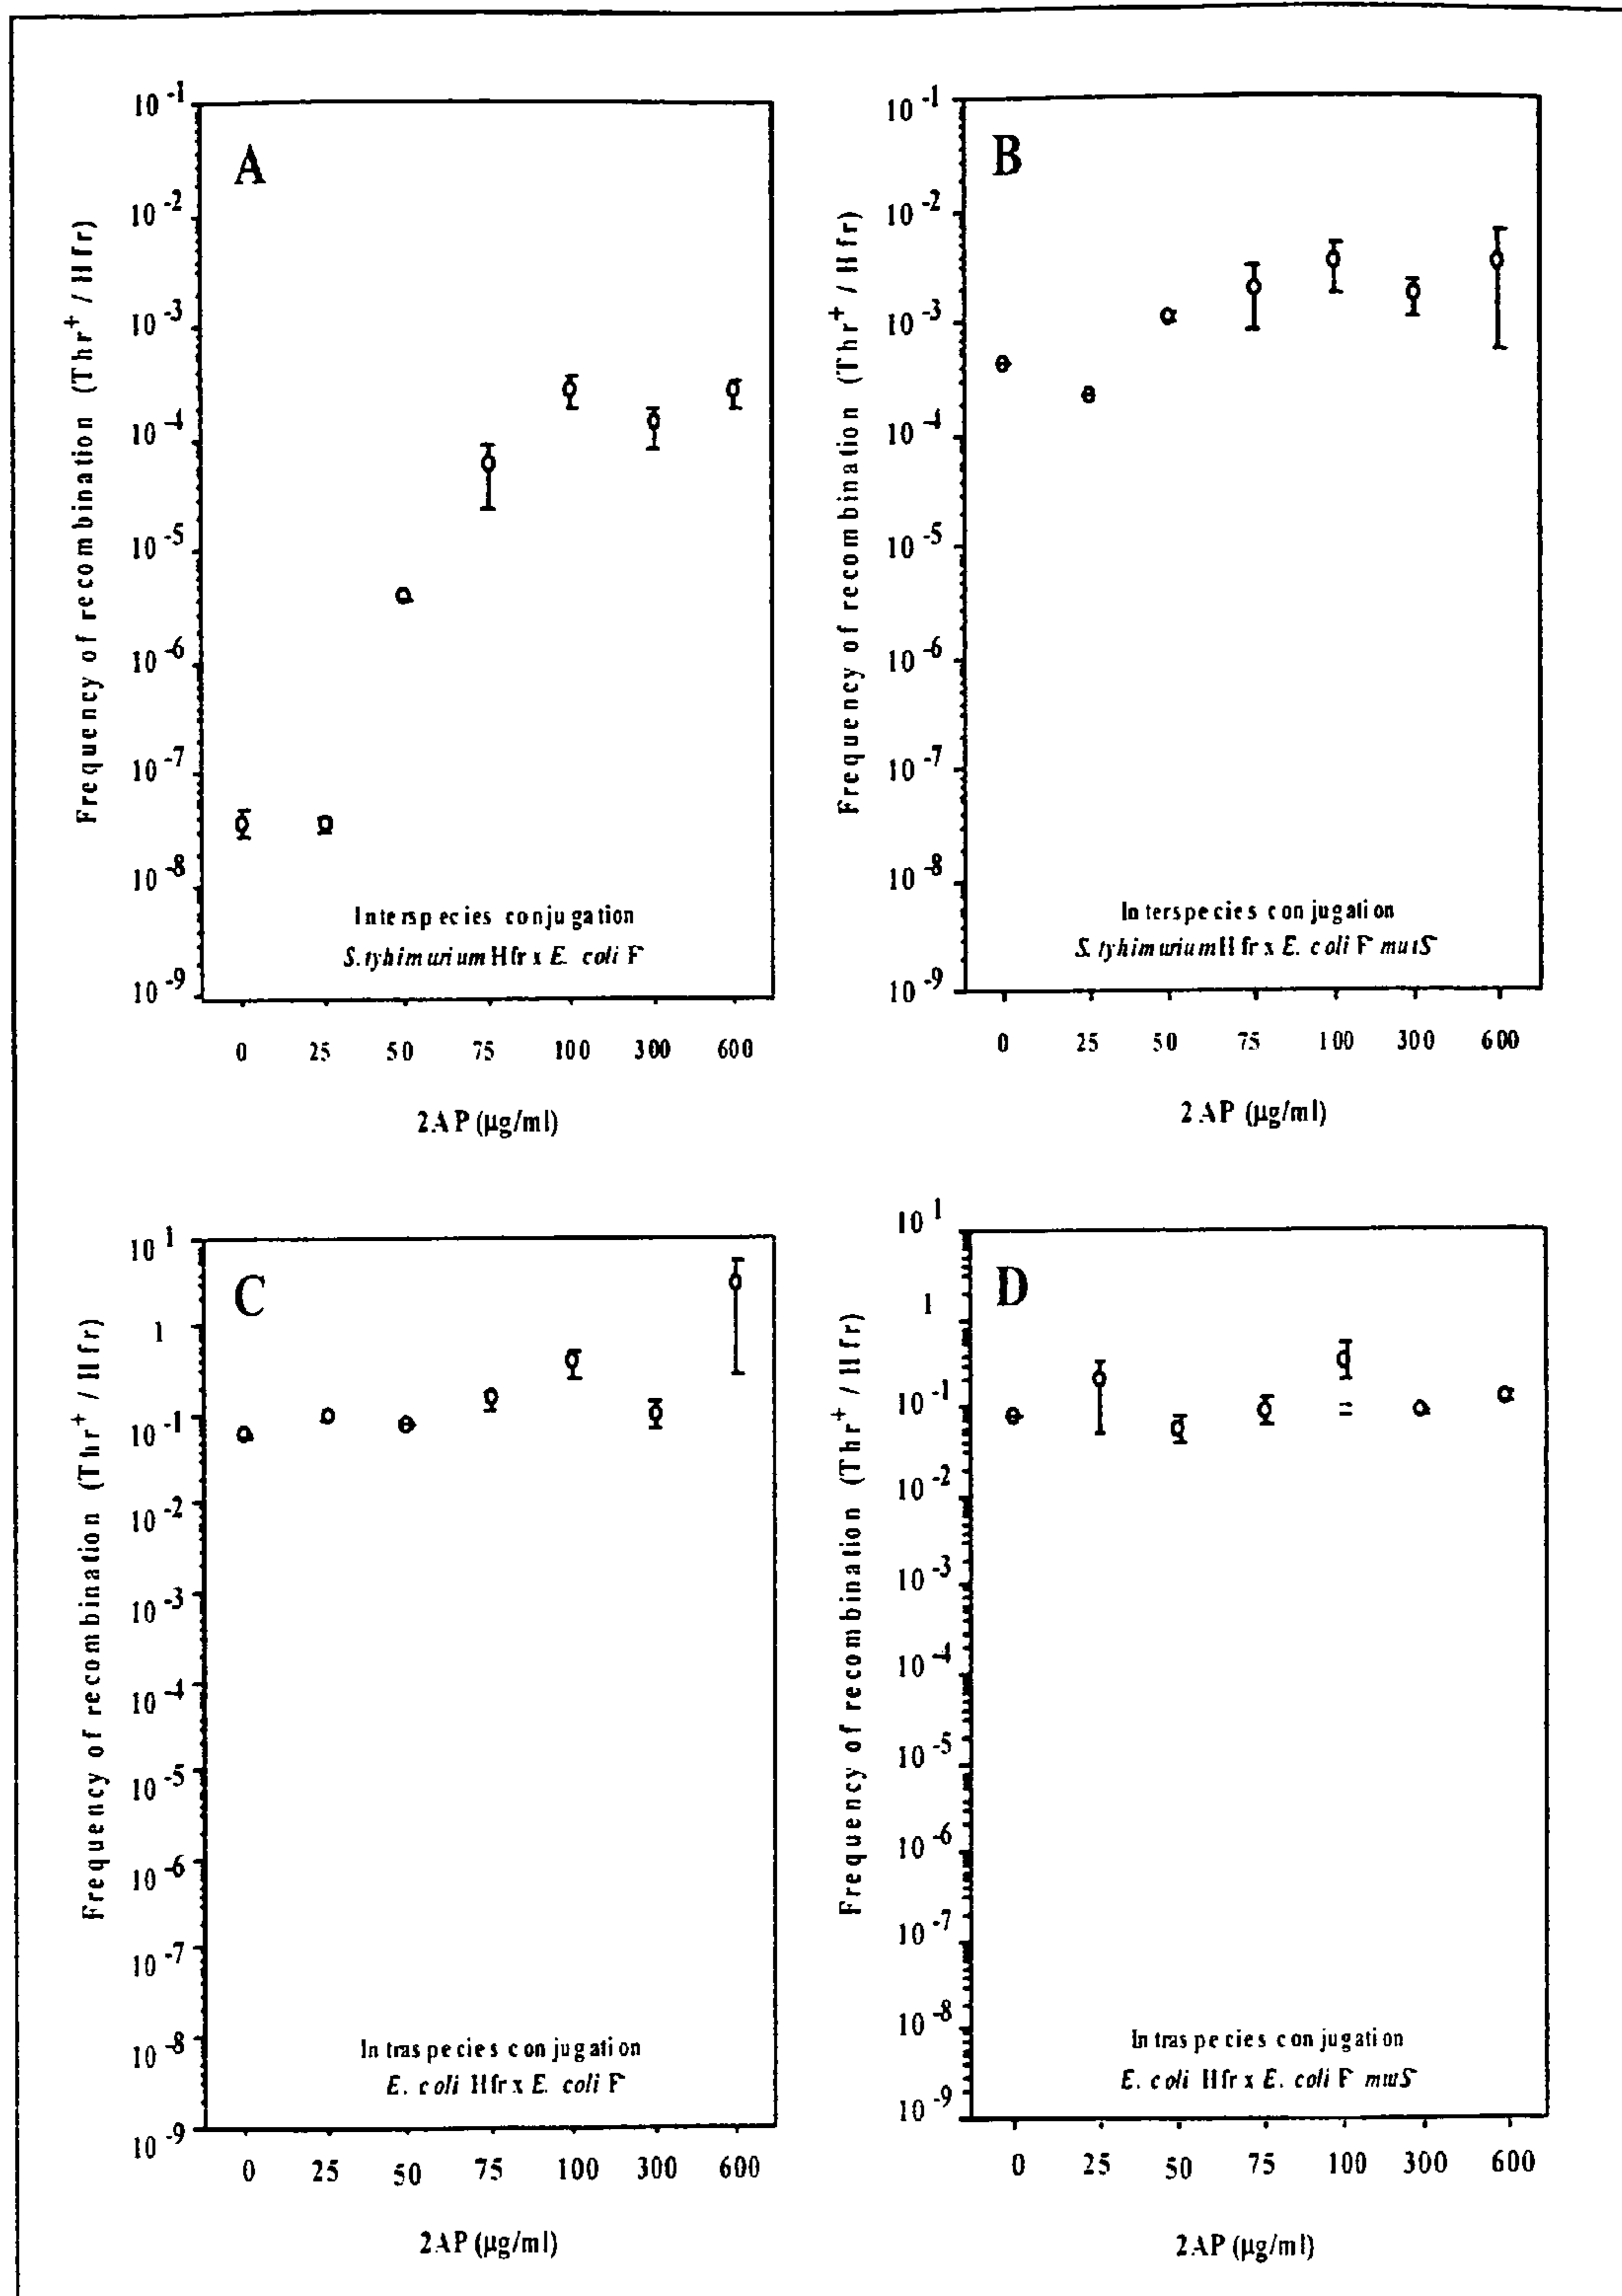 A
Frequency of recombination (Thr+ / Hfr)
10 -1
10 -2
10 -3
10 -4
10 -5
10 -6
10 -7
10 -8
10 -9
Interspecies conjugation
S.tyhimurium Hfr x E. coli F-
0 25 50 75 100 300 600
2AP (µg/ml)
B
Frequency of recombination (Thr+ / Hfr)
10 -1
10 -2
10 -3
10 -4
10 -5
10 -6
10 -7
10 -8
10 -9
Interspecies conjugation
S. tyhimurium Hfr x E. coli F- mutS-
0 25 50 75 100 300 600
2AP (µg/ml)
C
Frequency of recombination (Thr+ / Hfr)
10 1
1
10 -1
10 -2
10 -3
10 -4
10 -5
10 -6
10 -7
10 -8
10 -9
Intraspecies conjugation
E. coli Hfr x E. coli F-
0 25 50 75 100 300 600
2AP (µg/ml)
D
Frequency of recombination (Thr+ / Hfr)
10 1
1
10 -1
10 -2
10 -3
10 -4
10 -5
10 -6
10 -7
10 -8
10 -9
Intraspecies conjugation
E. coli Hfr x E. coli F- mutS-
0 25 50 75 100 300 600
2AP (µg/ml)